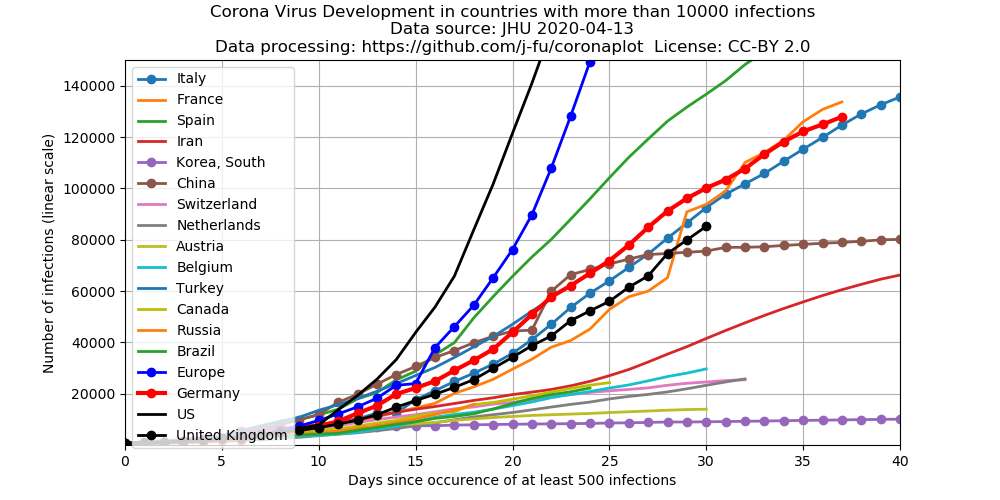 Corona Virus Development in countries with more than 10000 infections
Data source: JHU 2020-04-13
Data processing: https://github.com/j-fu/coronaplot  License: CC-BY 2.0
Number of infections (linear scale)
140000
120000
100000
80000
60000
40000
20000
Italy
France
Spain
Iran
Korea, South
China
Switzerland
Netherlands
Austria
Belgium
Turkey
Canada
Russia
Brazil
Europe
Germany
US
United Kingdom
0 5 10 15 20 25 30 35 40
Days since occurence of at least 500 infections